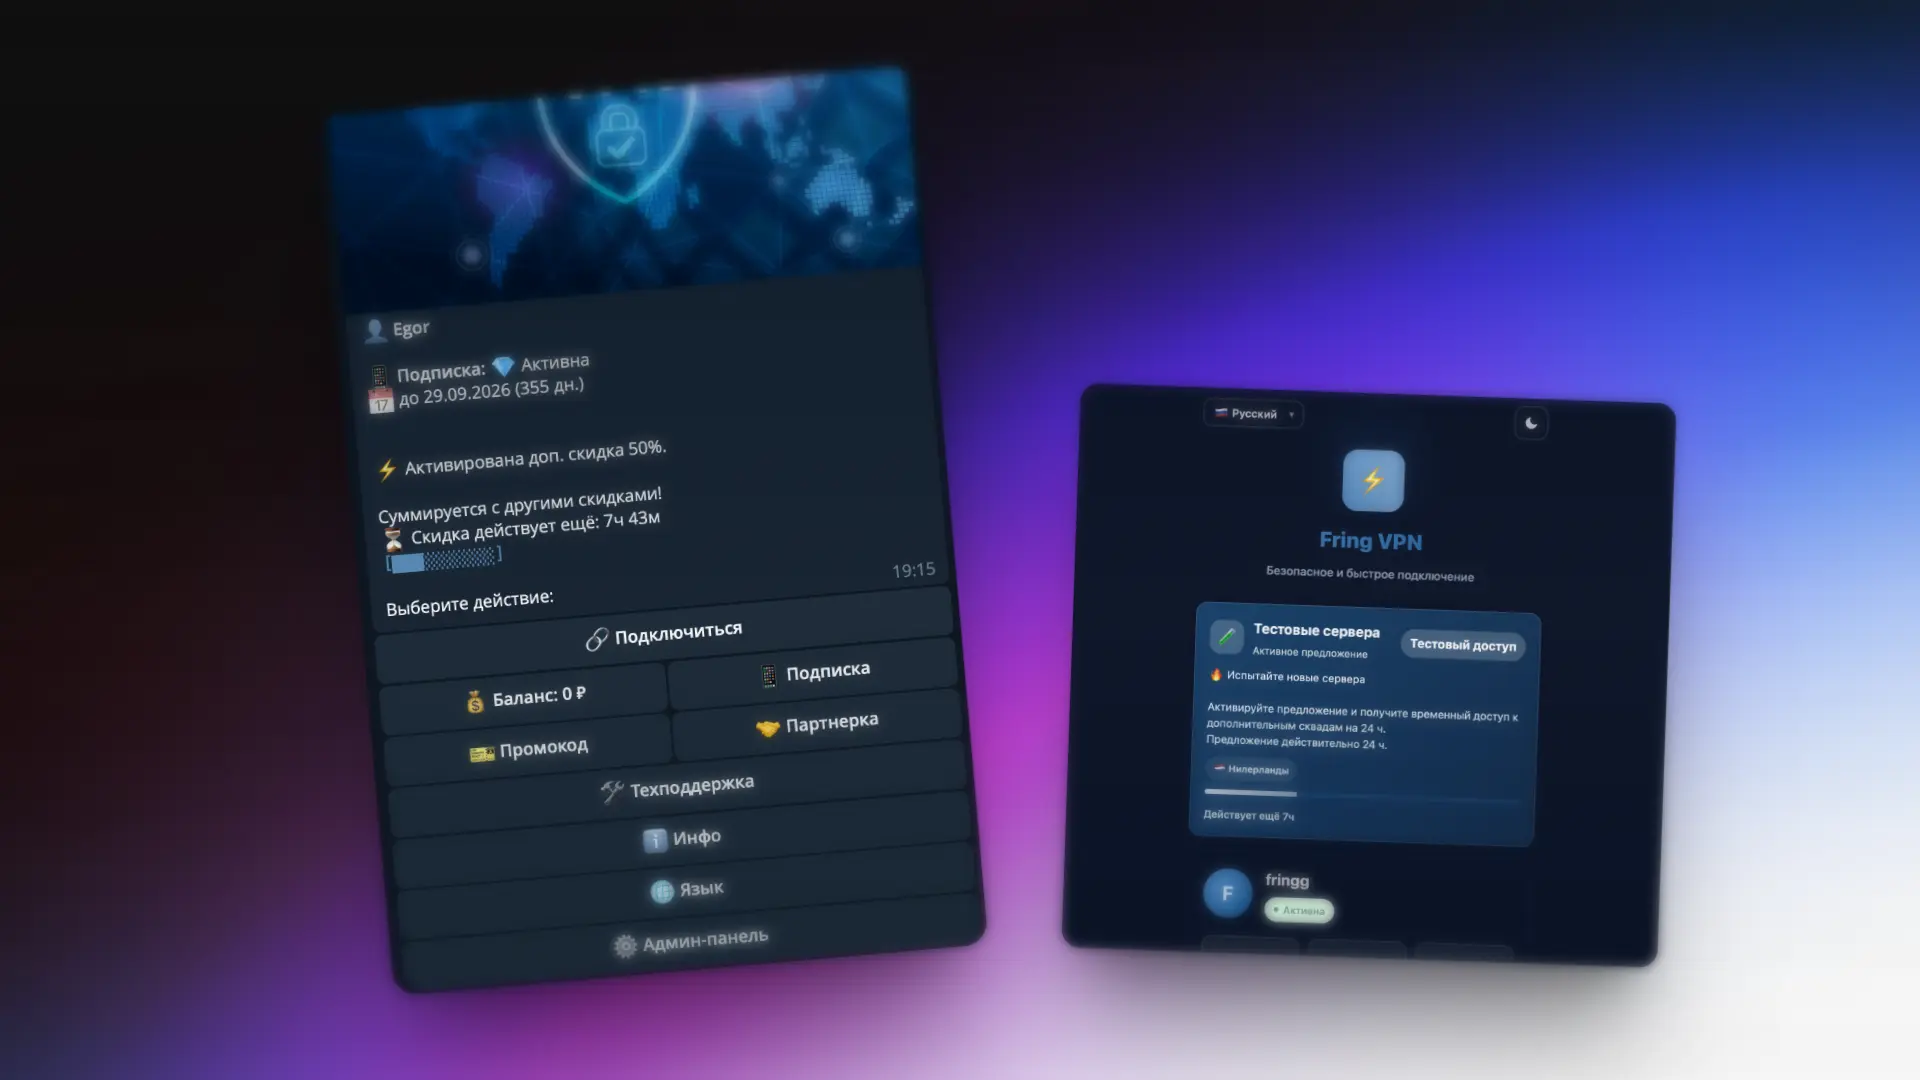 👤 Egor
📱 Подписка: 💎 Активна
📅 до 29.09.2026 (355 дн.)
⚡ Активирована доп. скидка 50%.
Суммируется с другими скидками!
⏳ Скидка действует ещё: 7ч 43м
19:15
Выберите действие:
🔗 Подключиться
💰 Баланс: 0 ₽
📱 Подписка
🎫 Промокод
🤝 Партнерка
🛠 Техподдержка
ℹ️ Инфо
🌐 Язык
⚙️ Админ-панель
Русский
Fring VPN
Безопасное и быстрое подключение
Тестовые сервера
Активное предложение
Тестовый доступ
🔥 Испытайте новые сервера
Активируйте предложение и получите временный доступ к
дополнительным сквадам на 24 ч.
Предложение действительно 24 ч.
Нилерланды
Действует ещё 7ч
F
fringg
Активна